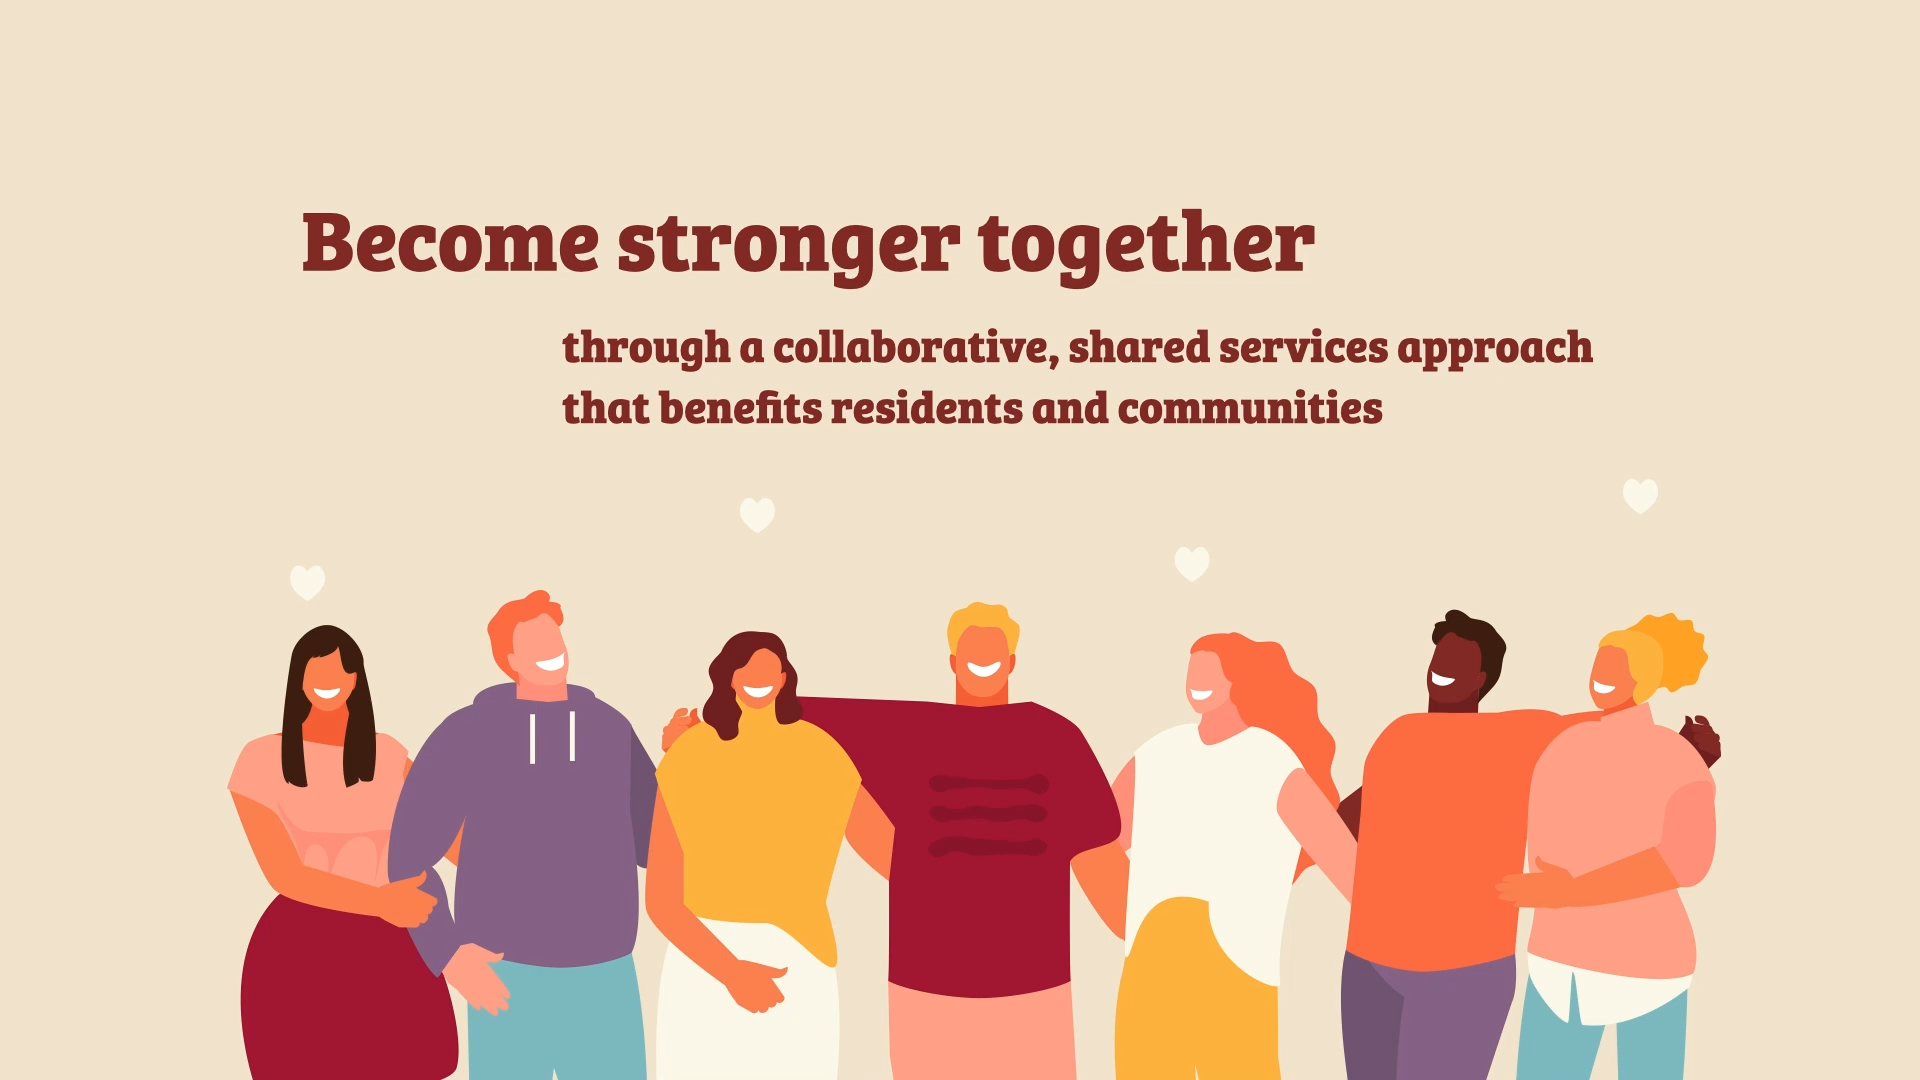 Become stronger together
through a collaborative, shared services approach
that benefits residents and communities